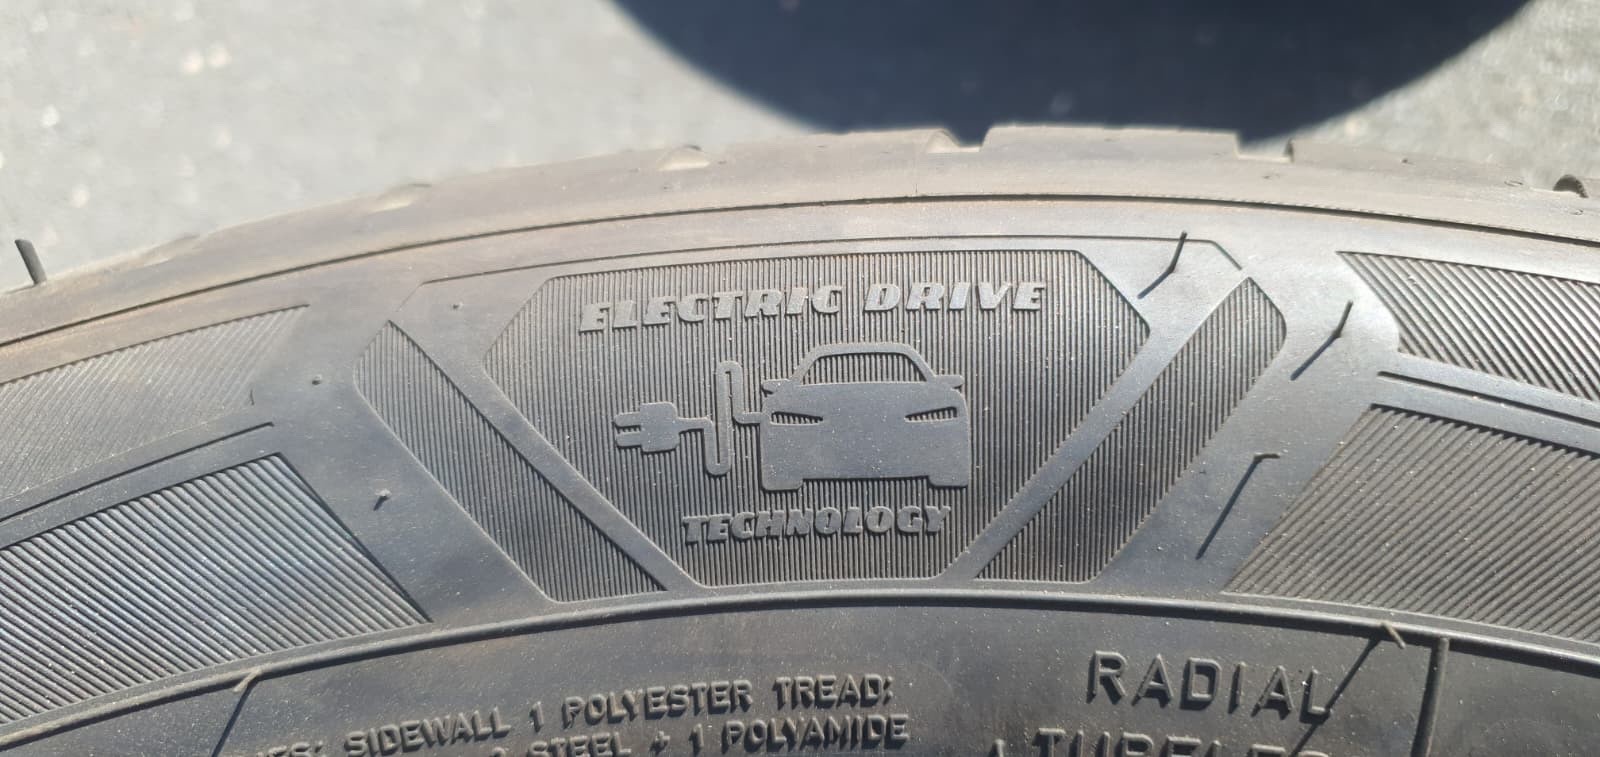 ELECTRIC DRIVE
TECHNOLOGY
SIDEWALL 1 POLYESTER TREAD:
STEEL + 1 POLYAMIDE
RADIAL